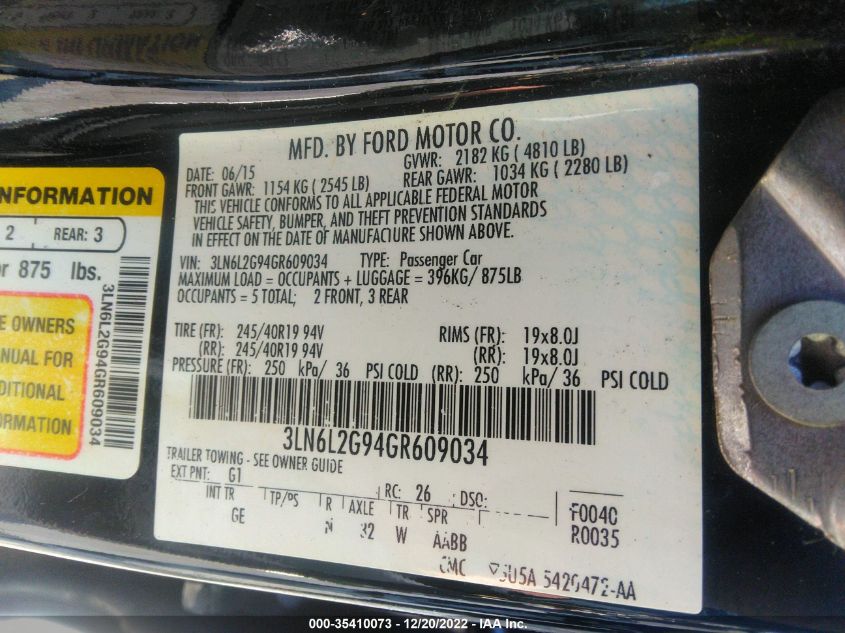 MFD. BY FORD MOTOR CO.
DATE: 06/15 GVWR: 2182 KG ( 4810 LB)
FRONT GAWR: 1154 KG ( 2545 LB) REAR GAWR: 1034 KG ( 2280 LB)
THIS VEHICLE CONFORMS TO ALL APPLICABLE FEDERAL MOTOR
VEHICLE SAFETY, BUMPER, AND THEFT PREVENTION STANDARDS
IN EFFECT ON THE DATE OF MANUFACTURE SHOWN ABOVE.
VIN: 3LN6L2G94GR609034 TYPE: Passenger Car
MAXIMUM LOAD = OCCUPANTS + LUGGAGE = 396KG/ 875LB
OCCUPANTS = 5 TOTAL; 2 FRONT, 3 REAR
TIRE (FR): 245/40R19 94V RIMS (FR): 19x8.0J
(RR): 245/40R19 94V (RR): 19x8.0J
PRESSURE (FR): 250 kPa/ 36 PSI COLD (RR): 250 kPa/ 36 PSI COLD
3LN6L2G94GR609034
TRAILER TOWING - SEE OWNER GUIDE
EXT PNT: G1 RC: 26 DSO:
INT TR TP/PS R AXLE TR SPR F0040
GE N 32 W AABB R0035
5420472-AA
INFORMATION
2 REAR: 3
or 875 lbs.
OWNERS
MANUAL FOR
3LN6L2G94GR609034
000-35410073 - 12/20/2022 - IAA Inc.